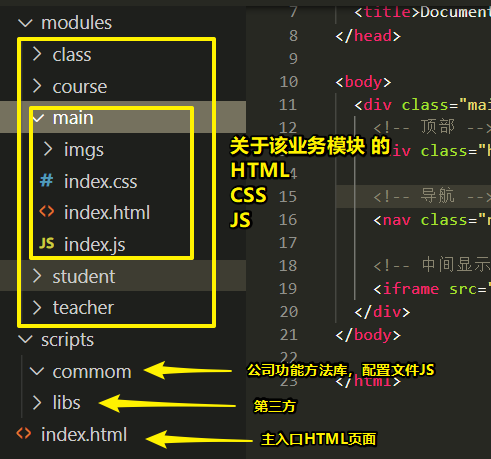 modules
class
course
main
imgs
# index.css
<> index.html
JS index.js
student
teacher
scripts
commom
libs
<> index.html
关于该业务模块 的
HTML
CSS
JS
公司功能方法库，配置文件JS
第三方
主入口HTML页面
7 <title>Document
8 </head>
9
10 <body>
11 <div class="mai
12 <!-- 顶部 -->
13 iv class="h
14
15 <!-- 导航 -->
16 <nav class="n
17
18 <!-- 中间显示
19 <iframe src="
20 </div>
21 </body>
22
23 </html>